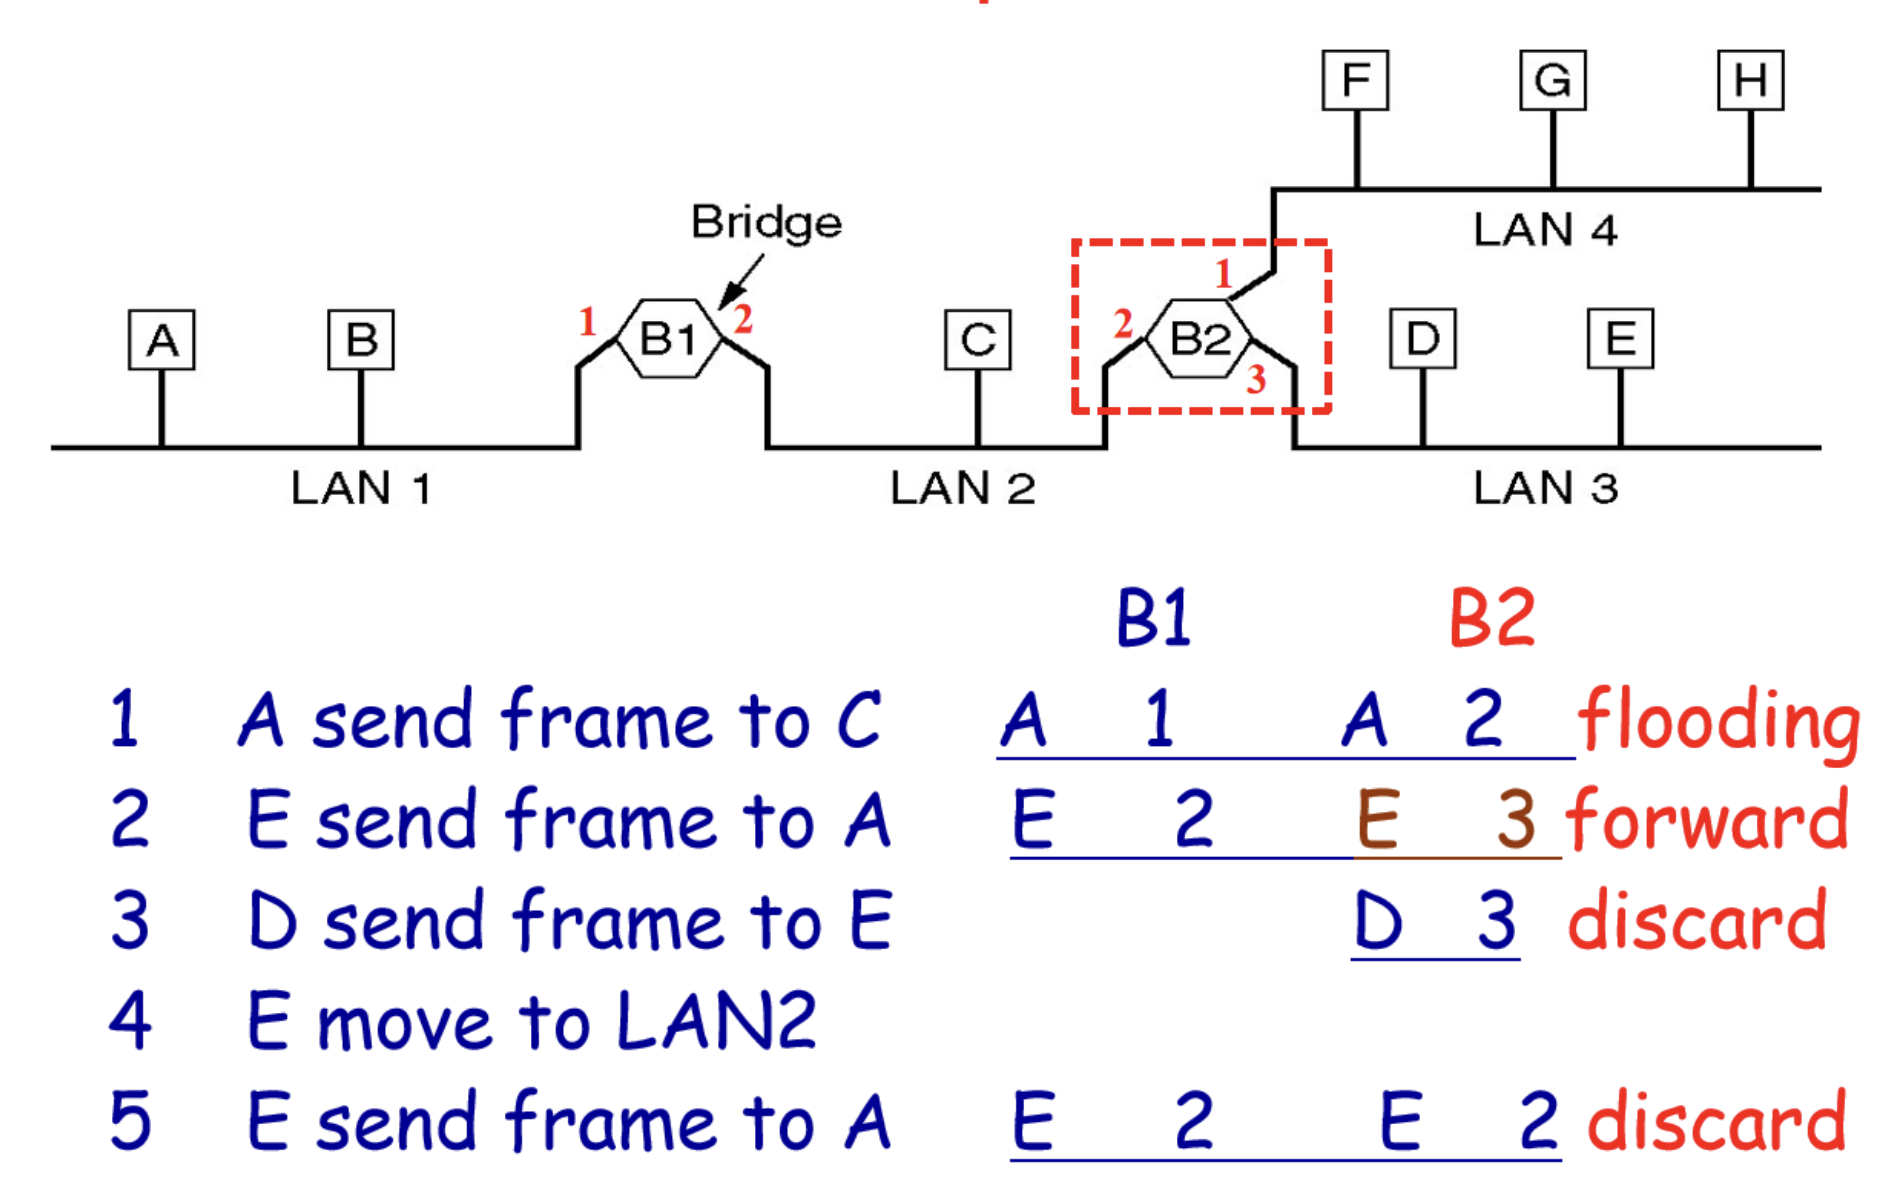 F G H
LAN 4
Bridge
1
A B 1 B1 2 C 2 B2 3 D E
LAN 1 LAN 2 LAN 3
B1 B2
1 A send frame to C A 1 A 2 flooding
2 E send frame to A E 2 E 3 forward
3 D send frame to E D 3 discard
4 E move to LAN2
5 E send frame to A E 2 E 2 discard